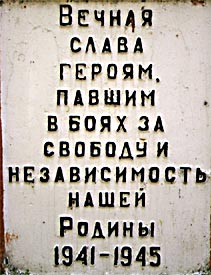 Вечная
слава
героям,
павшим
в боях за
свободу и
независимость
нашей
Родины
1941-1945